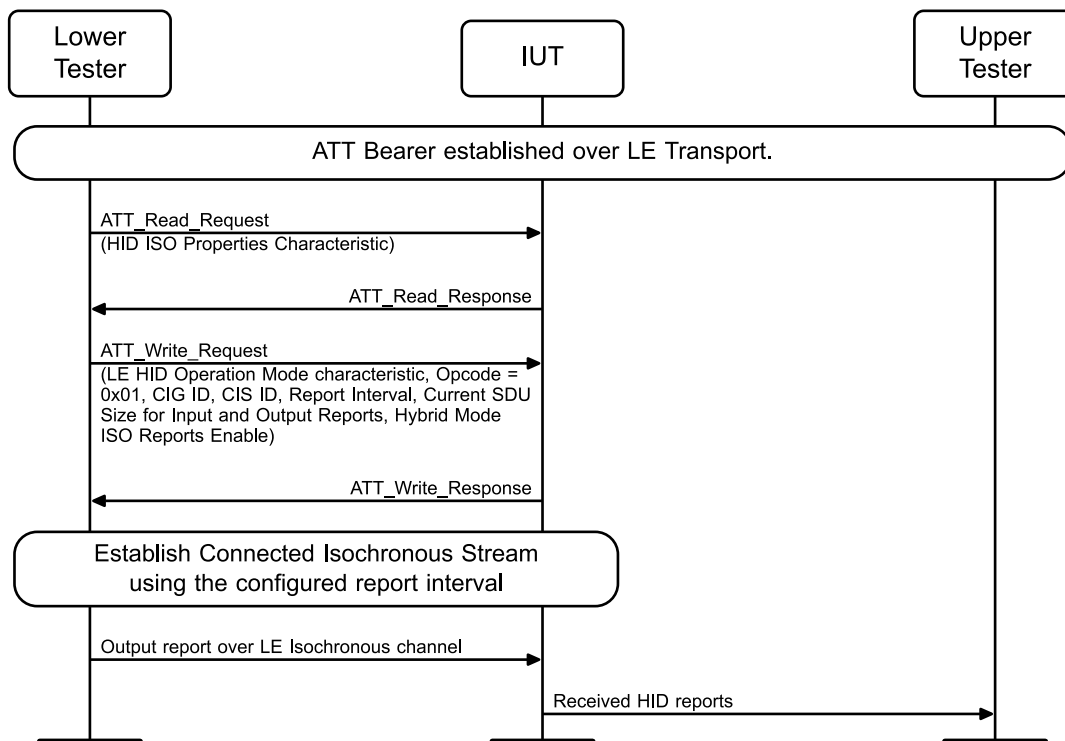 Lower
Tester
IUT
Upper
Tester
ATT Bearer established over LE Transport.
ATT_Read_Request
(HID ISO Properties Characteristic)
ATT_Read_Response
ATT_Write_Request
(LE HID Operation Mode characteristic, Opcode =
0x01, CIG ID, CIS ID, Report Interval, Current SDU
Size for Input and Output Reports, Hybrid Mode
ISO Reports Enable)
ATT_Write_Response
Establish Connected Isochronous Stream
using the configured report interval
Output report over LE Isochronous channel
Received HID reports